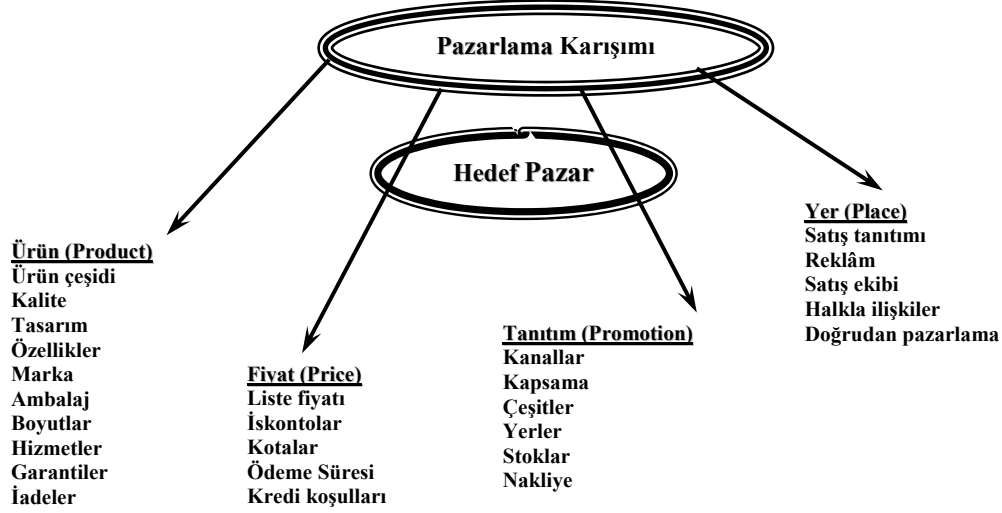 Pazarlama Karışımı
Hedef Pazar
Ürün (Product)
Ürün çeşidi
Kalite
Tasarım
Özellikler
Marka
Ambalaj
Boyutlar
Hizmetler
Garantiler
İadeler
Fiyat (Price)
Liste fiyatı
İskontolar
Kotalar
Ödeme Süresi
Kredi koşulları
Tanıtım (Promotion)
Kanallar
Kapsama
Çeşitler
Yerler
Stoklar
Nakliye
Yer (Place)
Satış tanıtımı
Reklâm
Satış ekibi
Halkla ilişkiler
Doğrudan pazarlama